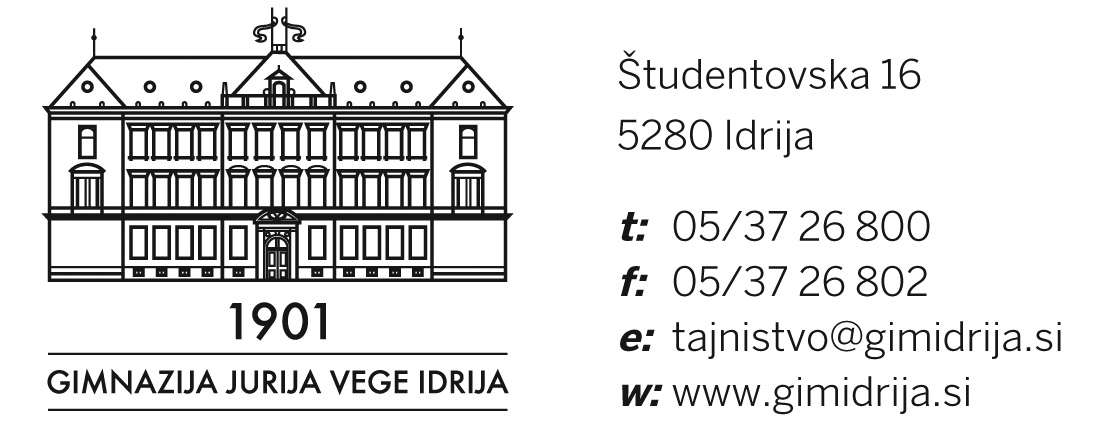 1901
GIMNAZIJA JURIJA VEGE IDRIJA
Študentovska 16
5280 Idrija
t: 05/37 26 800
f: 05/37 26 802
e: tajnistvo@gimidrija.si
w: www.gimidrija.si